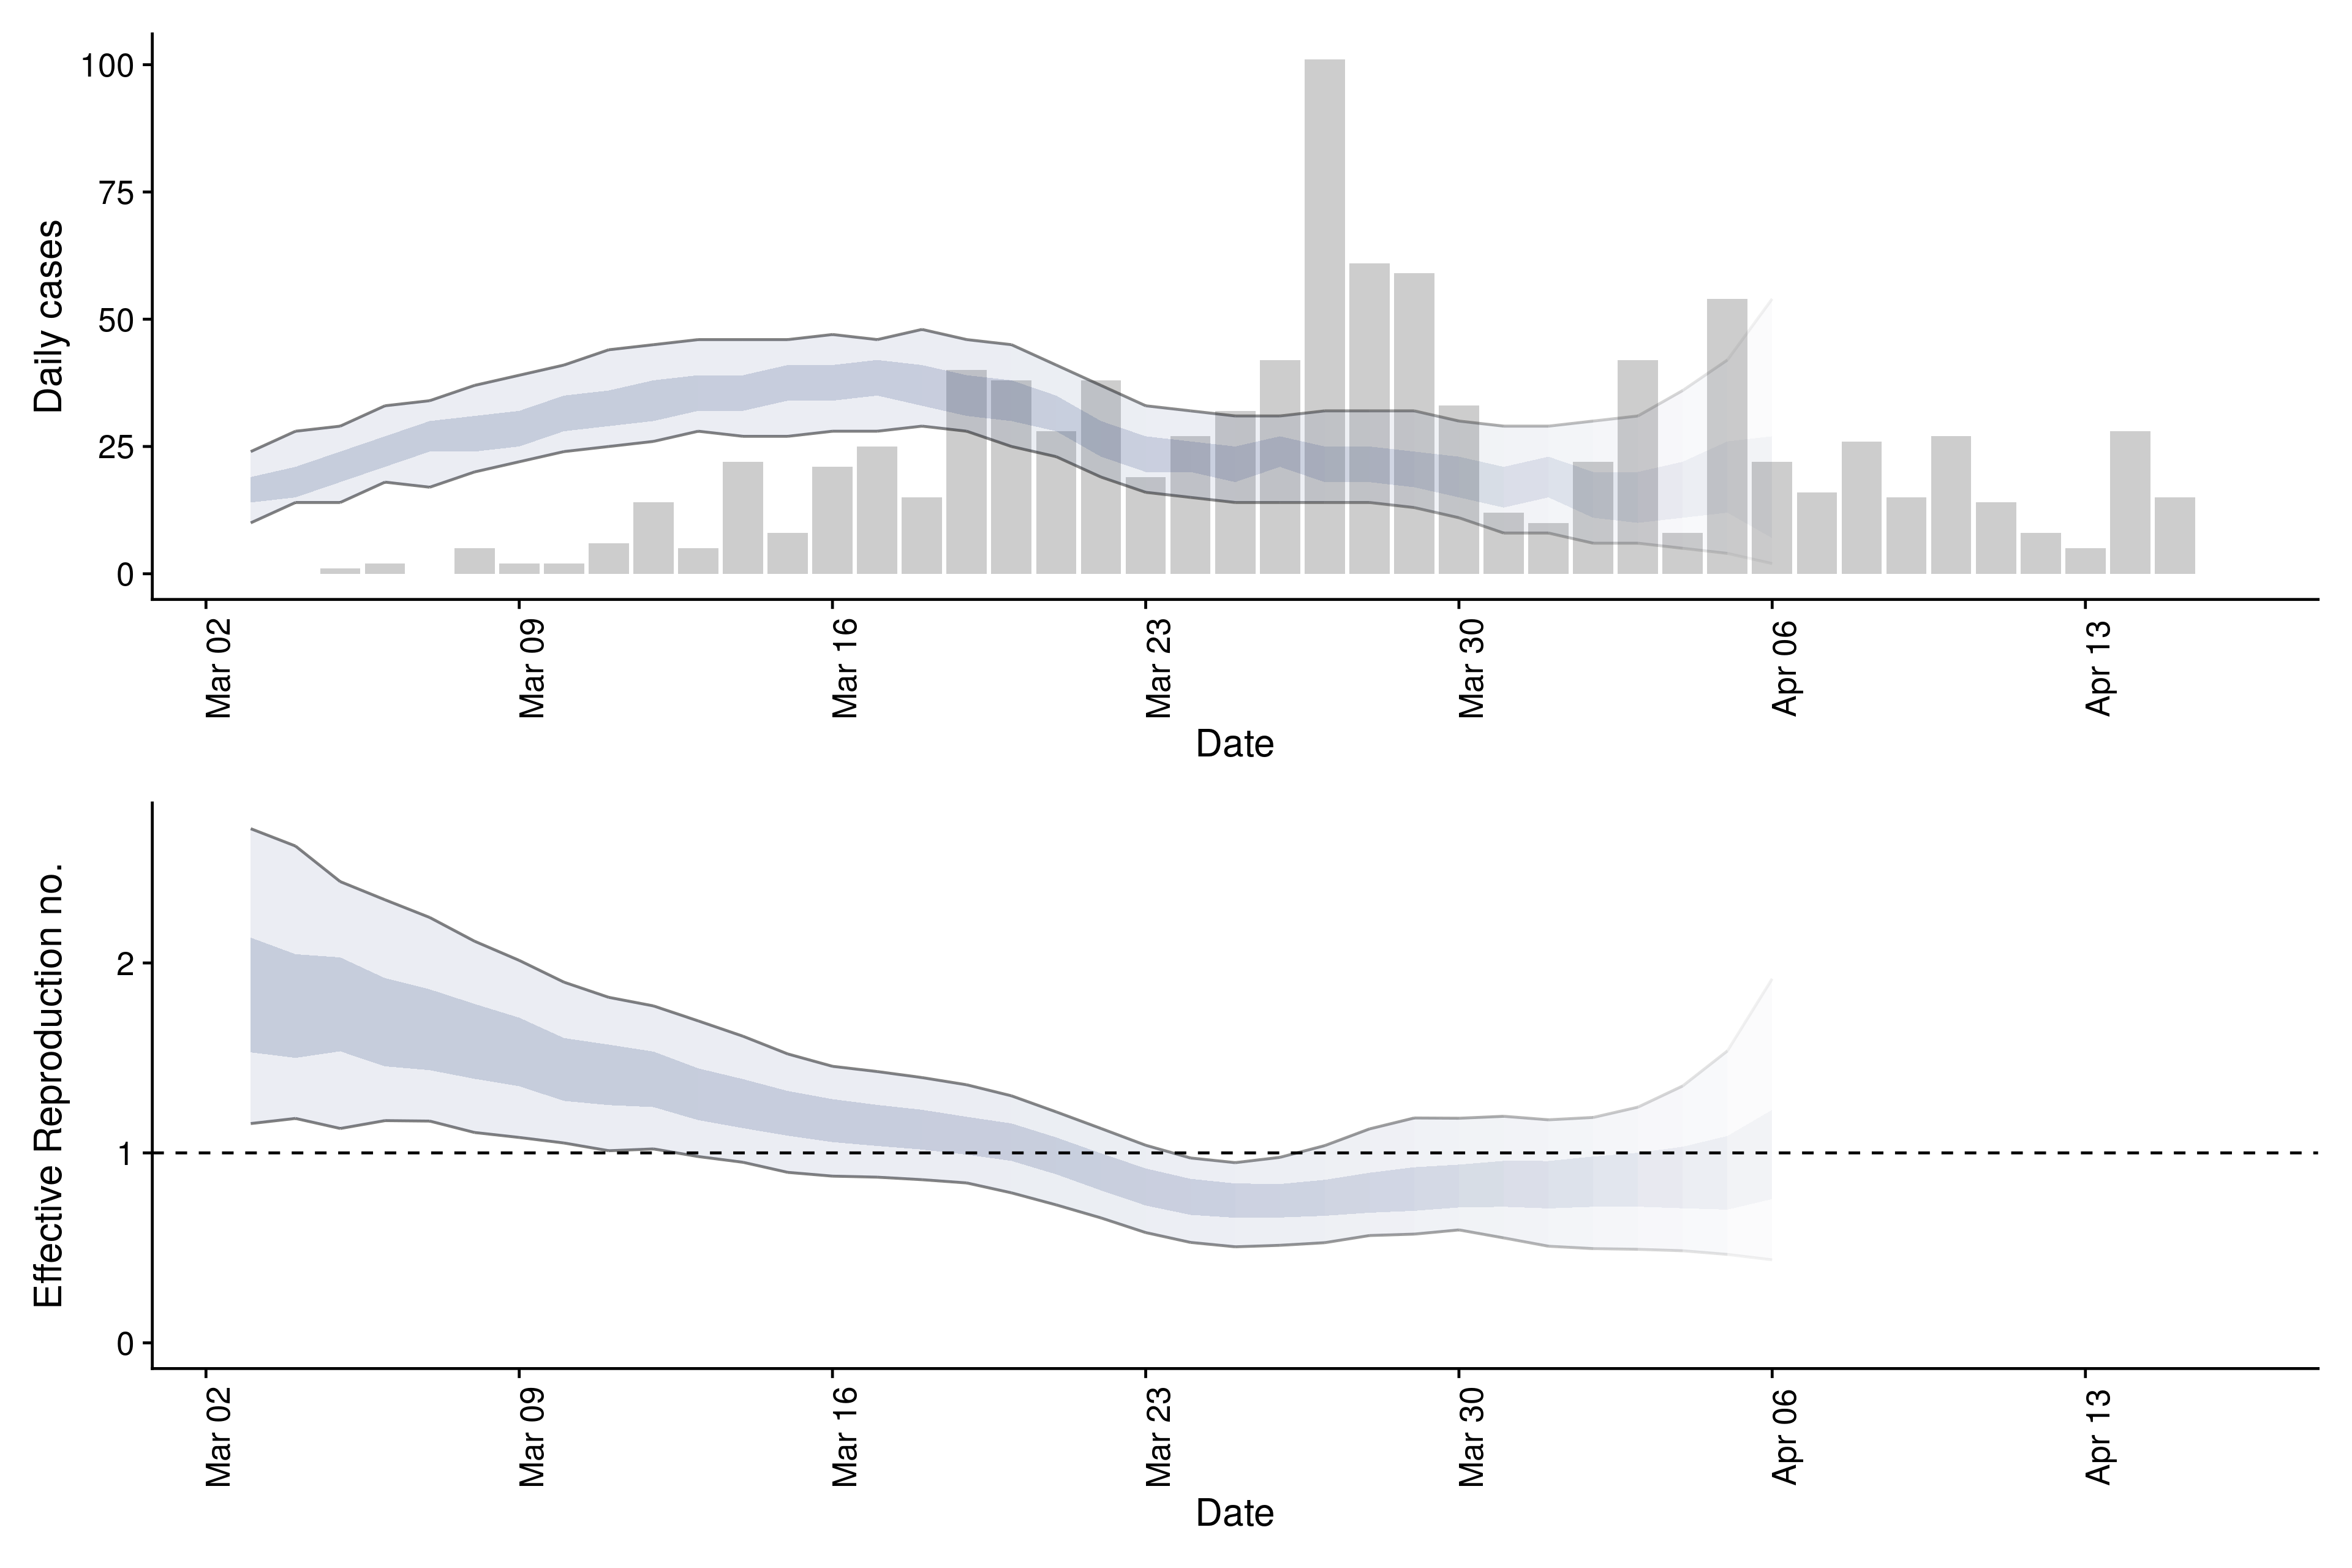 Daily cases
100
75
50
25
0
Mar 02
Mar 09
Mar 16
Mar 23
Mar 30
Apr 06
Apr 13
Date
Effective Reproduction no.
2
1
0
Mar 02
Mar 09
Mar 16
Mar 23
Mar 30
Apr 06
Apr 13
Date